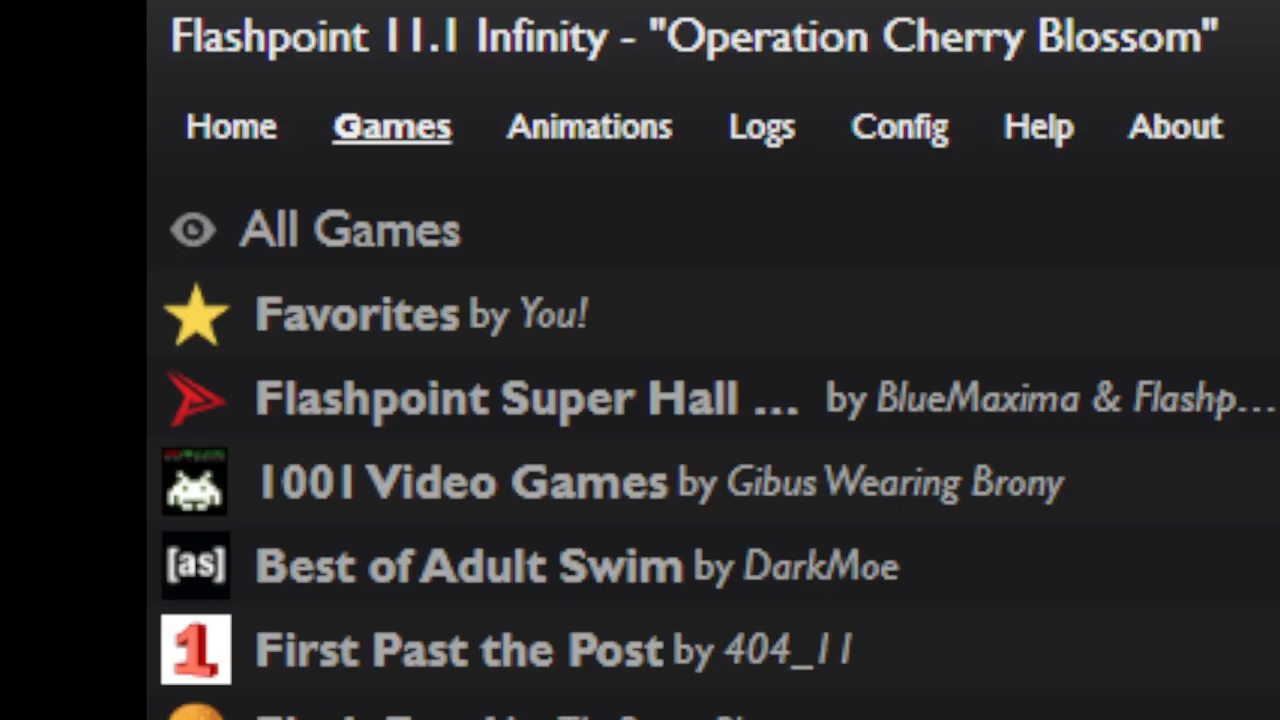 Flashpoint 11.1 Infinity - "Operation Cherry Blossom"
Home Games Animations Logs Config Help About
All Games
Favorites by You!
Flashpoint Super Hall ... by BlueMaxima & Flashp...
1001 Video Games by Gibus Wearing Brony
[as] Best of Adult Swim by DarkMoe
1 First Past the Post by 404_11